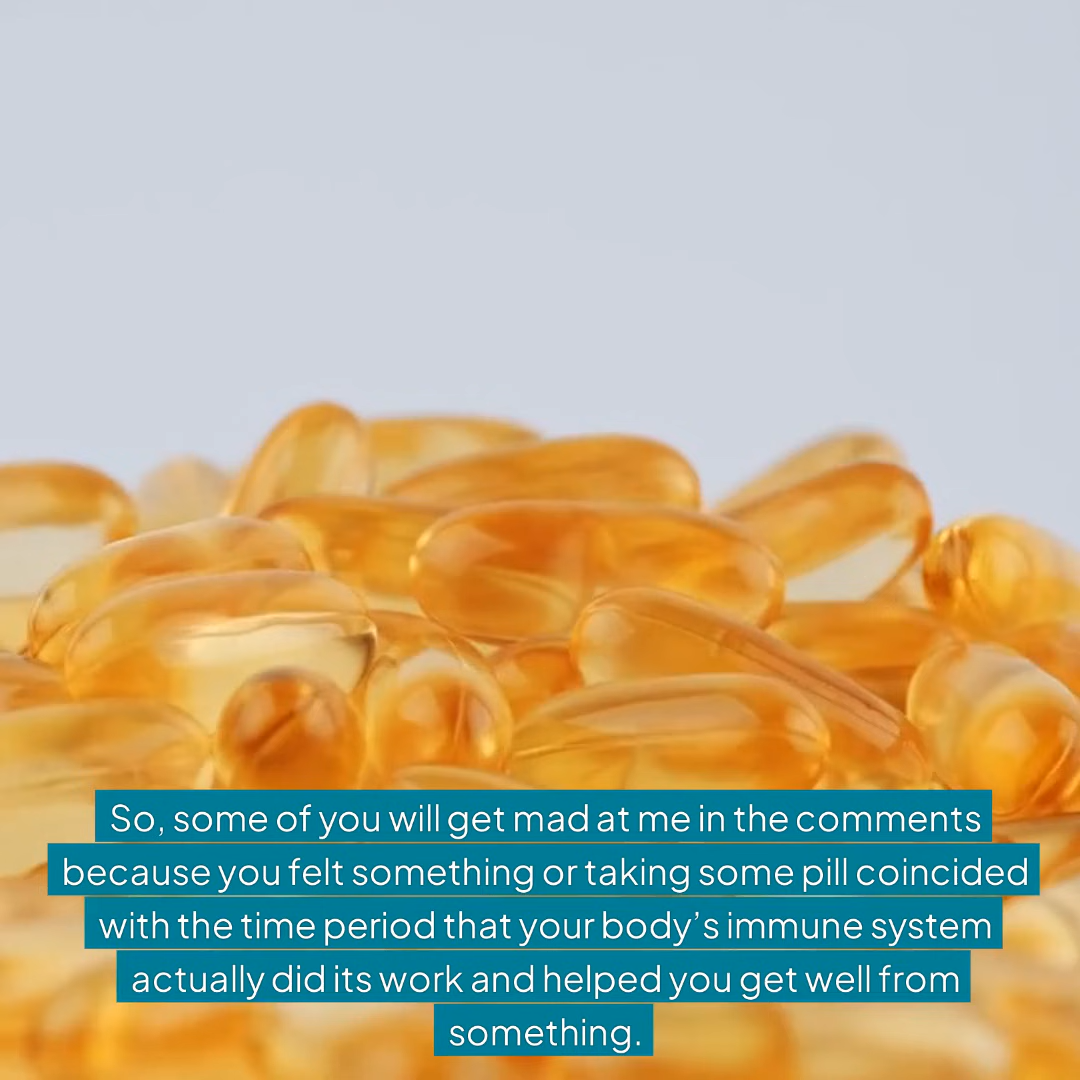 So, some of you will get mad at me in the comments
because you felt something or taking some pill coincided
with the time period that your body’s immune system
actually did its work and helped you get well from
something.